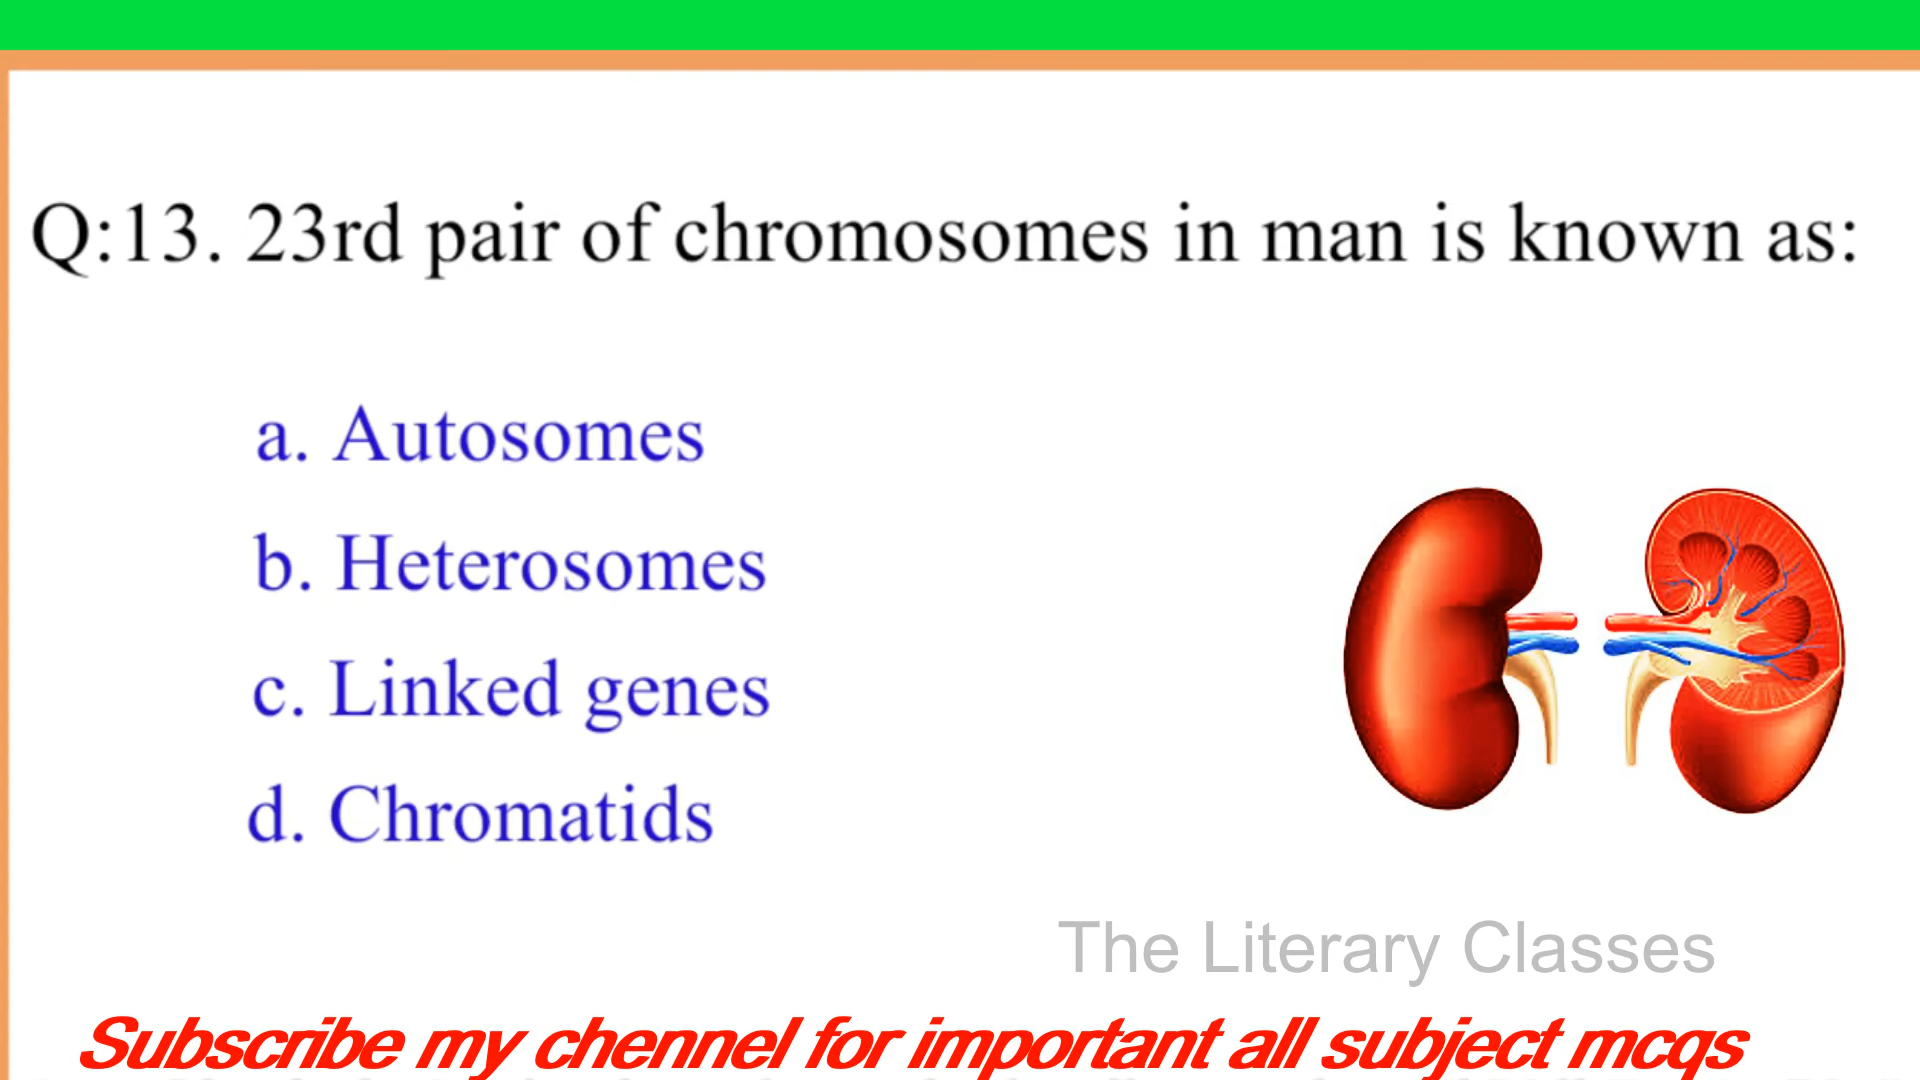 Q:13. 23rd pair of chromosomes in man is known as:
a. Autosomes
b. Heterosomes
c. Linked genes
d. Chromatids
The Literary Classes
Subscribe my chennel for important all subject mcqs